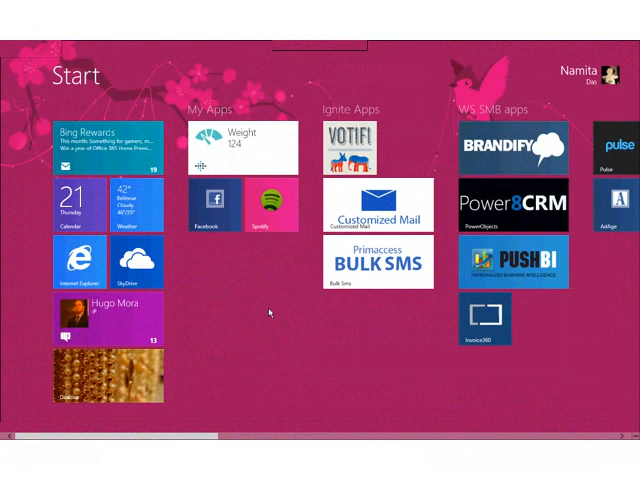 Start
Namita
Das
My Apps
Ignite Apps
WS SMB apps
Bing Rewards
This month: Something for gamers, m...
Win a year of Office 365 Home Premi...
19
Weight
124
VOTIFI
BRANDIFY
pulse
Pulse
21
Thursday
Calendar
42°
Bellevue
Cloudy
46°/35°
Weather
Facebook
Spotify
Customized Mail
Customized Mail
Power8CRM
PowerObjects
A
AdAge
Internet Explorer
SkyDrive
Primaccess
BULK SMS
Bulk Sms
PUSHBI
PERSONALIZED BUSINESS INTELLIGENCE
Hugo Mora
:P
13
Invoice360
Desktop